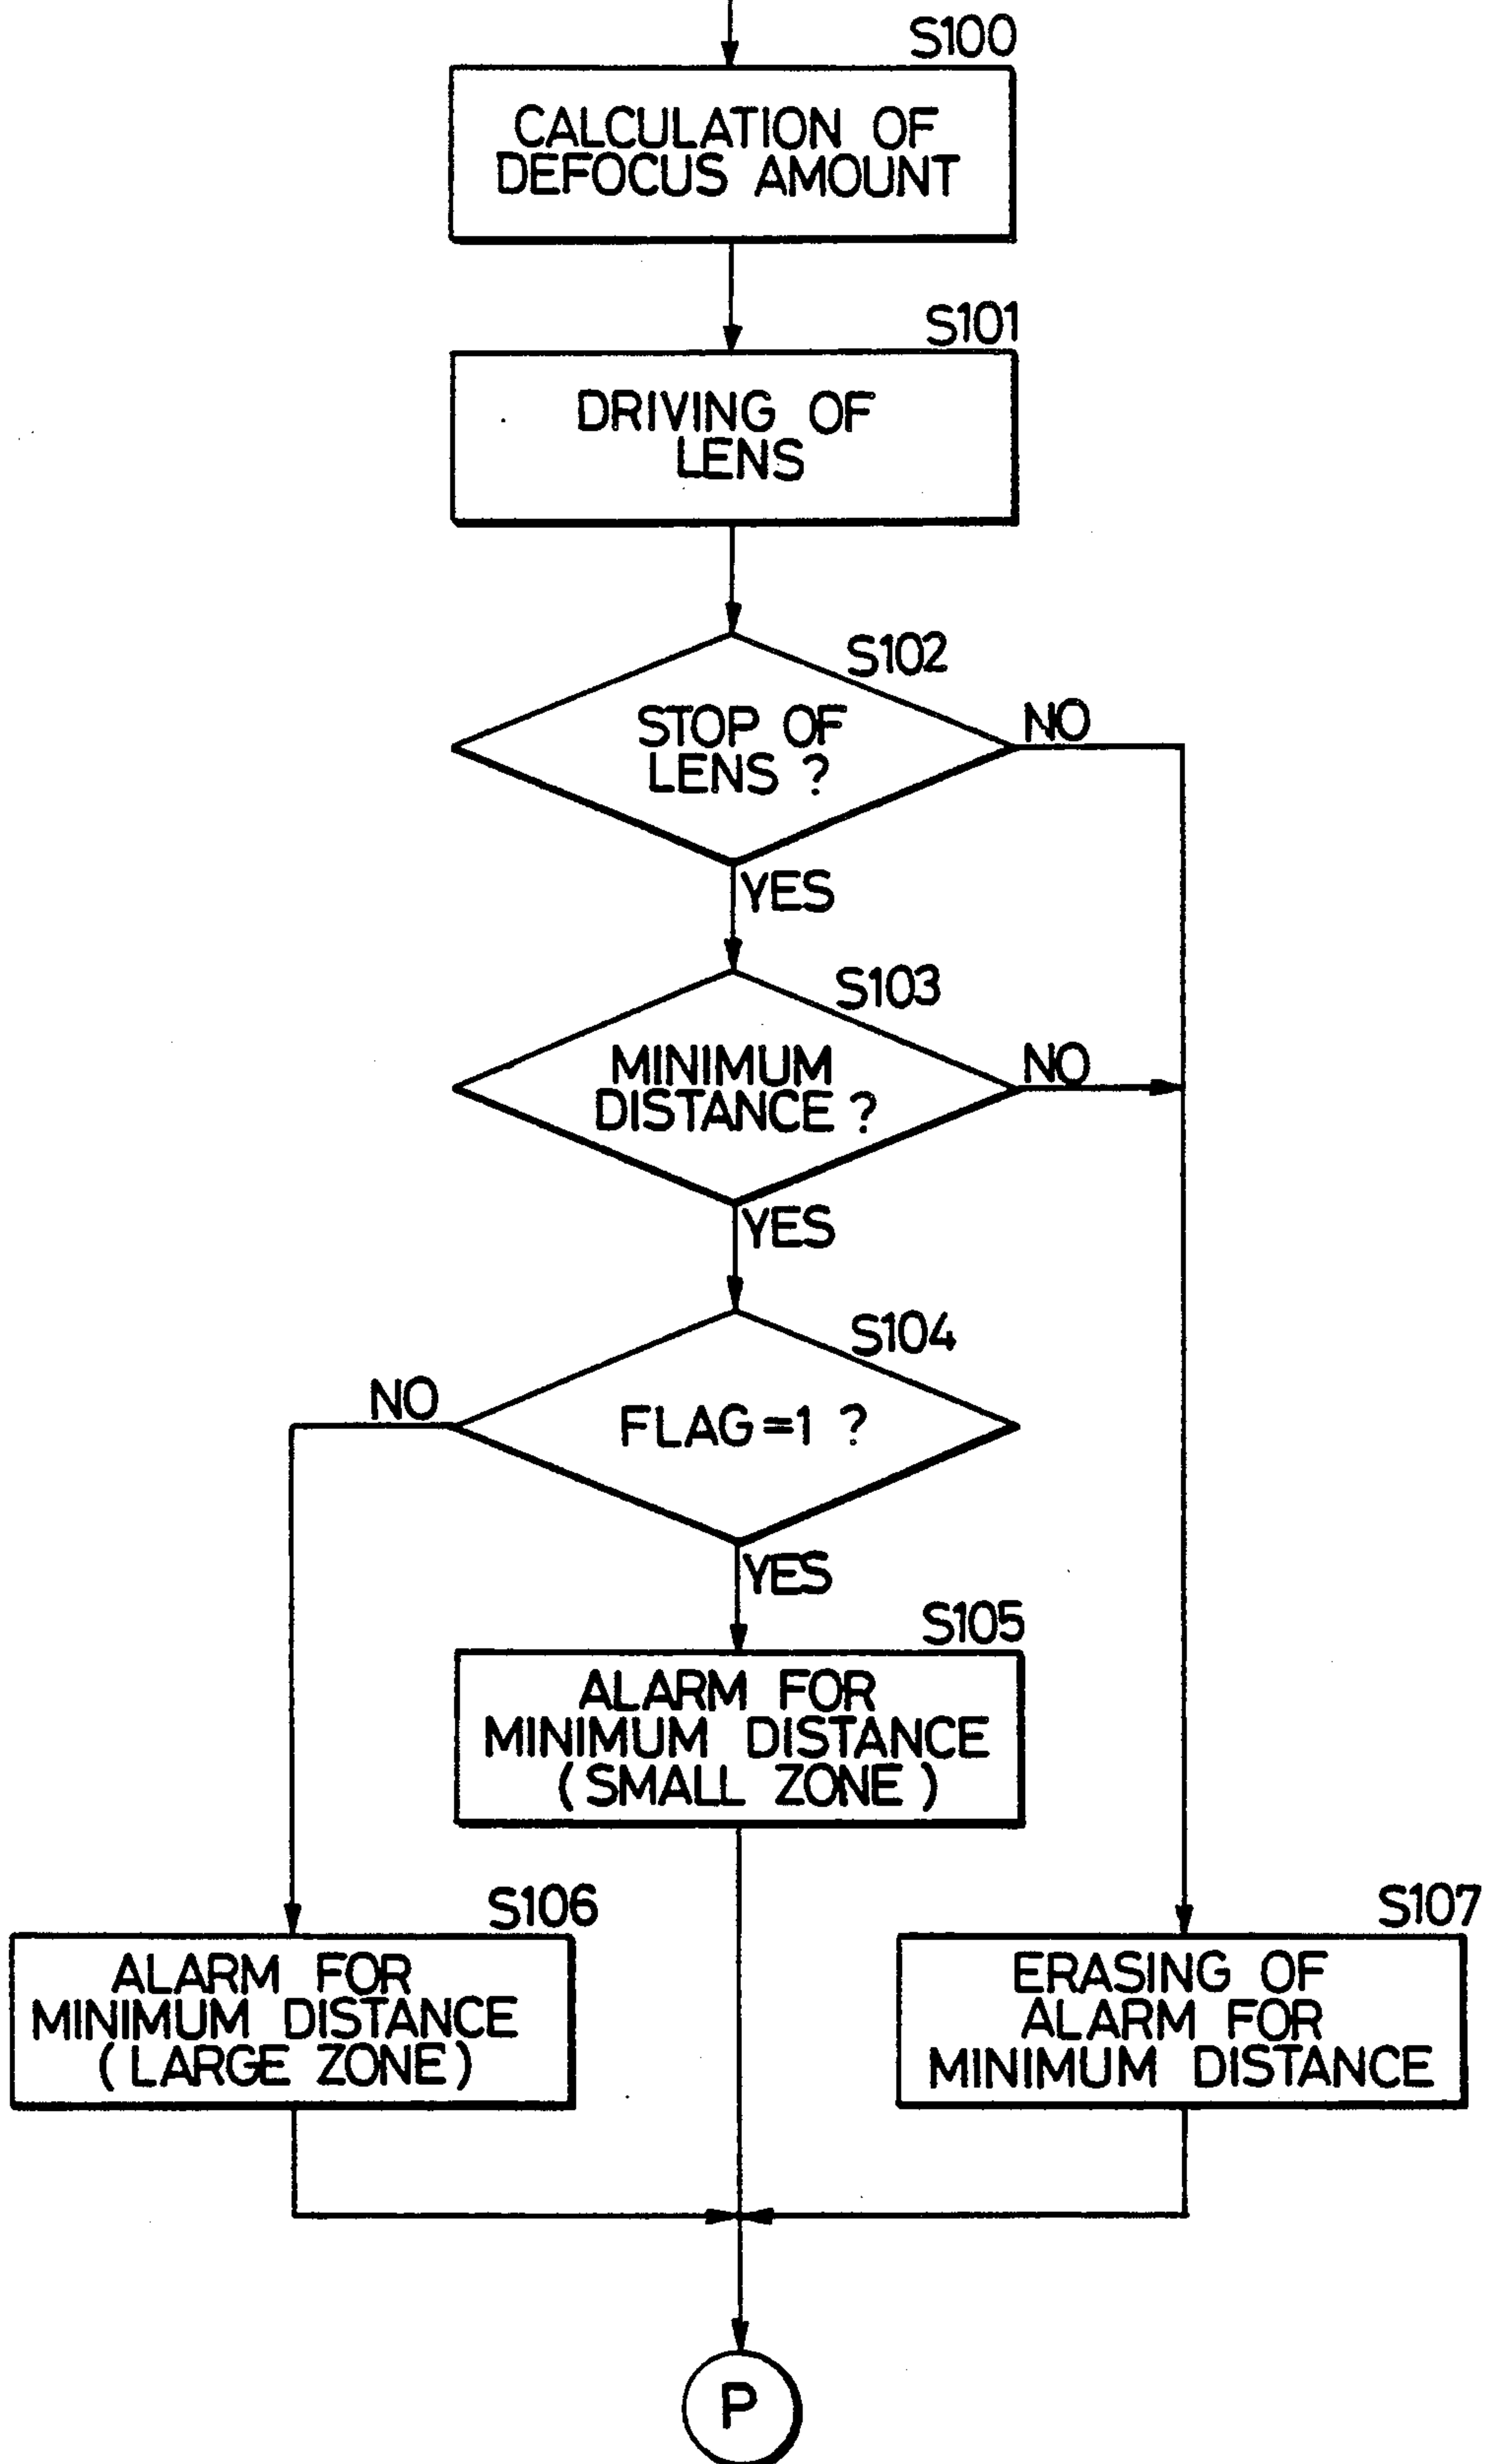 S100
CALCULATION OF
DEFOCUS AMOUNT
S101
DRIVING OF
LENS
S102
STOP OF
LENS ?
NO
YES
S103
MINIMUM
DISTANCE ?
NO
YES
S104
NO
FLAG=1 ?
YES
S105
ALARM FOR
MINIMUM DISTANCE
(SMALL ZONE)
S106
ALARM FOR
MINIMUM DISTANCE
(LARGE ZONE)
S107
ERASING OF
ALARM FOR
MINIMUM DISTANCE
P